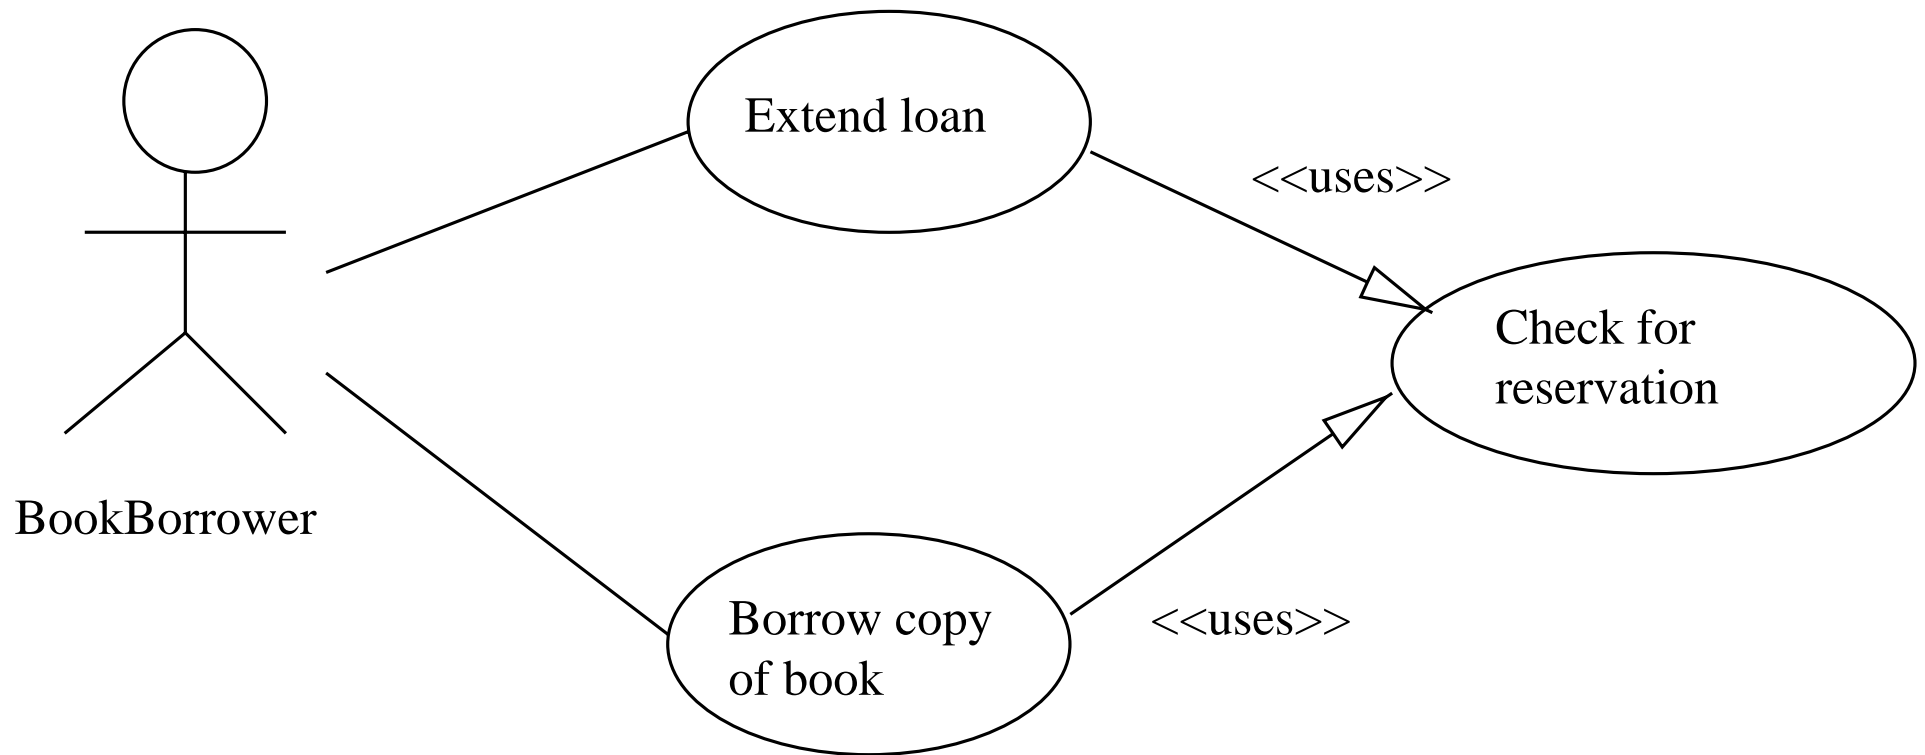 Extend loan
<<uses>>
Check for
reservation
BookBorrower
Borrow copy
of book
<<uses>>